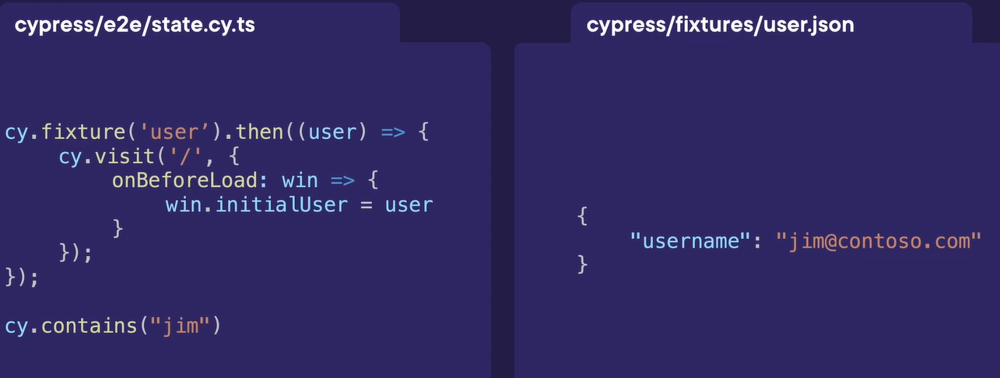 cypress/e2e/state.cy.ts
cy.fixture('user’).then((user) => {
cy.visit('/', {
onBeforeLoad: win => {
win.initialUser = user
}
});
});
cy.contains("jim")
cypress/fixtures/user.json
{
"username": "jim@contoso.com"
}